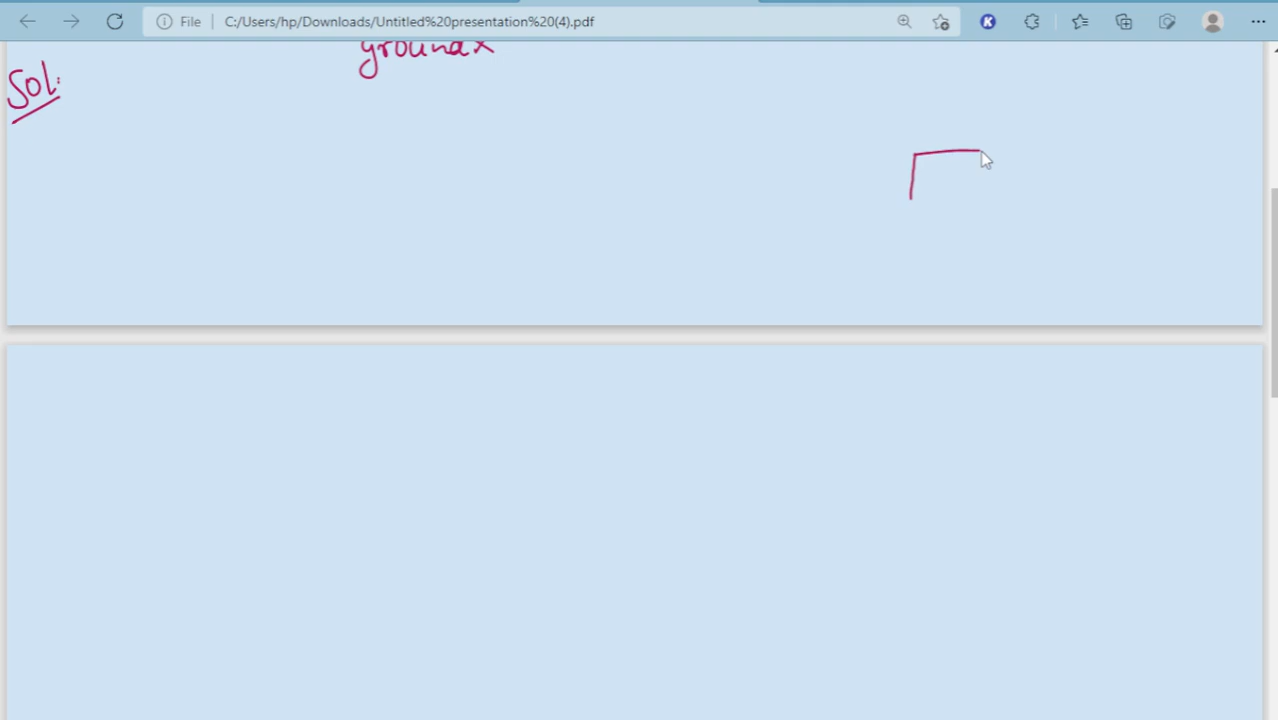 File
C:/Users/hp/Downloads/Untitled%20presentation%20(4).pdf
K
ground
Sol: